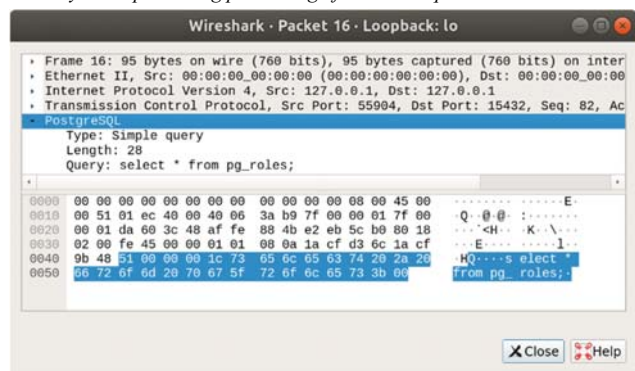 Wireshark · Packet 16 · Loopback: lo
Frame 16: 95 bytes on wire (760 bits), 95 bytes captured (760 bits) on inter
Ethernet II, Src: 00:00:00_00:00:00 (00:00:00:00:00:00), Dst: 00:00:00_00:00
Internet Protocol Version 4, Src: 127.0.0.1, Dst: 127.0.0.1
Transmission Control Protocol, Src Port: 55904, Dst Port: 15432, Seq: 82, Ac
PostgreSQL
Type: Simple query
Length: 28
Query: select * from pg_roles;
0000 00 00 00 00 00 00 00 00 00 00 00 00 08 00 45 00 ········ ······E·
0010 00 51 01 ec 40 00 40 06 3a b9 7f 00 00 01 7f 00 ·Q··@·@· :·······
0020 00 01 da 60 3c 48 af fe 88 4b e2 eb 5c b0 80 18 ···`<H·· ·K··\···
0030 02 00 fe 45 00 00 01 01 08 0a 1a cf d3 6c 1a cf ···E···· ·····l··
0040 9b 48 51 00 00 00 1c 73 65 6c 65 63 74 20 2a 20 ·HQ····s elect *
0050 66 72 6f 6d 20 70 67 5f 72 6f 6c 65 73 3b 00 from pg_ roles;·
Close Help